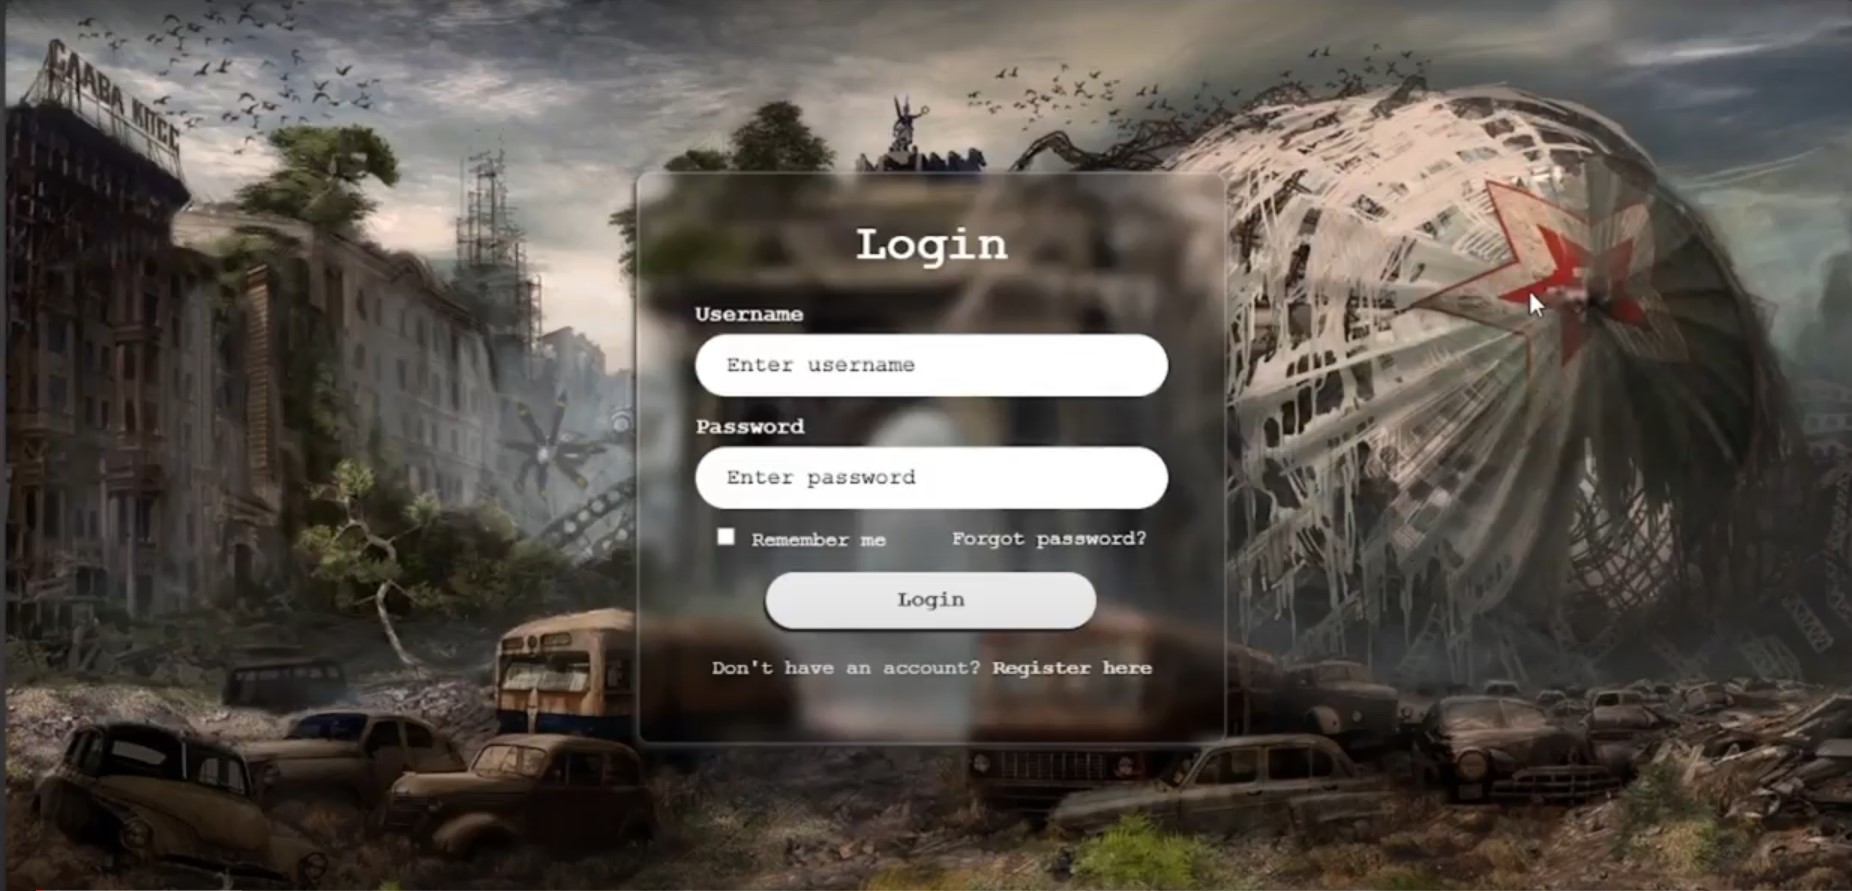 СЛАВА КПСС
Login
Username
Enter username
Password
Enter password
Remember me Forgot password?
Login
Don't have an account? Register here